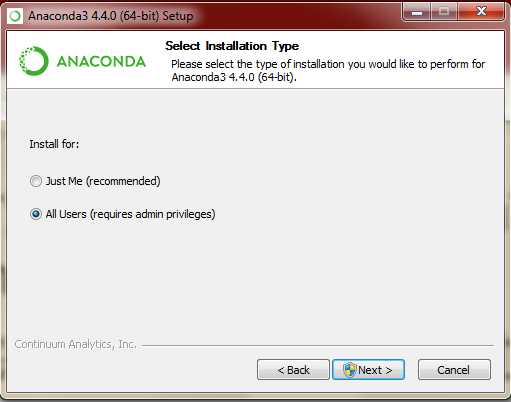 Anaconda3 4.4.0 (64-bit) Setup
ANACONDA
Select Installation Type
Please select the type of installation you would like to perform for
Anaconda3 4.4.0 (64-bit).
Install for:
Just Me (recommended)
All Users (requires admin privileges)
Continuum Analytics, Inc.
< Back
Next >
Cancel